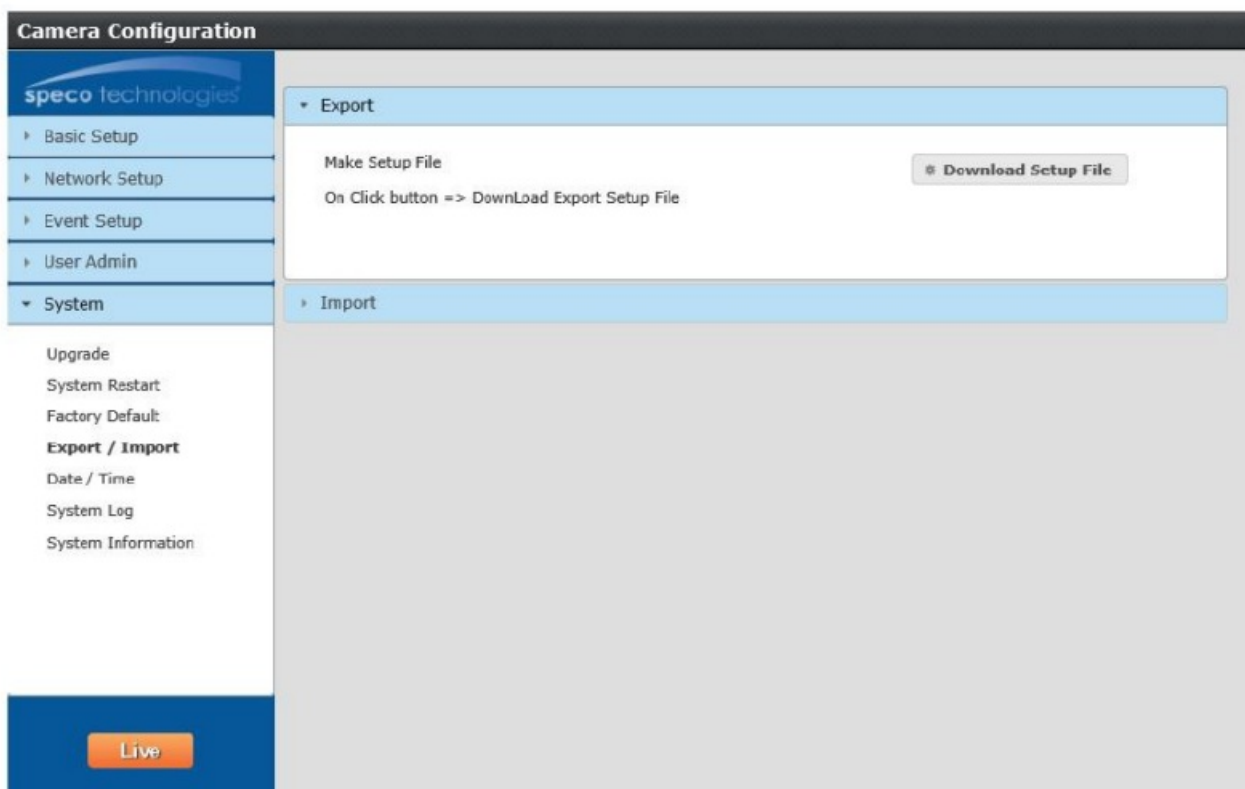 Camera Configuration
speco technologies
Basic Setup
Network Setup
Event Setup
User Admin
System
Upgrade
System Restart
Factory Default
Export / Import
Date / Time
System Log
System Information
Live
Export
Make Setup File
Download Setup File
On Click button => DownLoad Export Setup File
Import